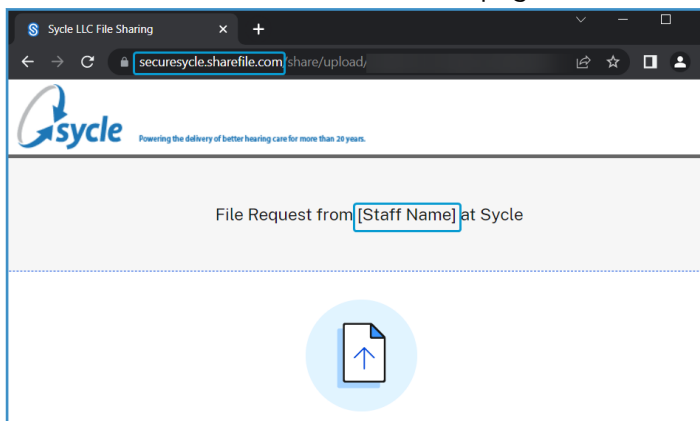 Sycle LLC File Sharing
securesycle.sharefile.com/share/upload/
sycle
Powering the delivery of better hearing care for more than 20 years.
File Request from [Staff Name] at Sycle